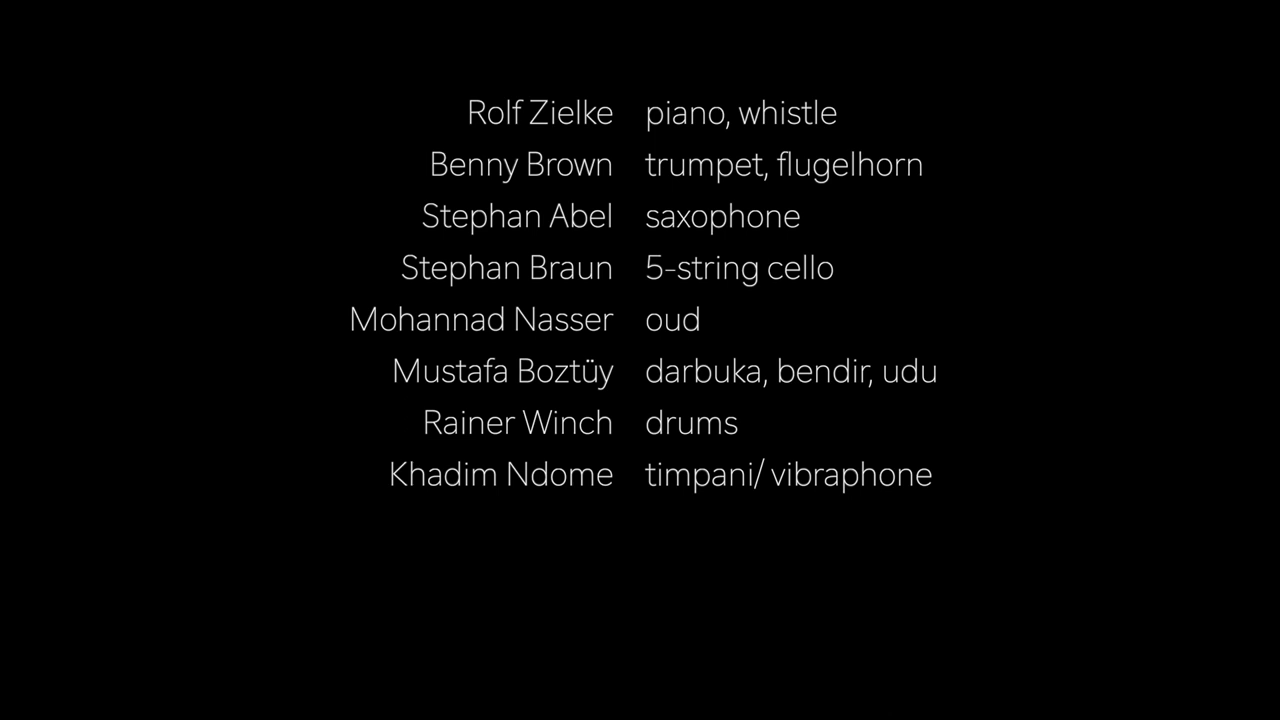 Rolf Zielke piano, whistle
Benny Brown trumpet, flugelhorn
Stephan Abel saxophone
Stephan Braun 5-string cello
Mohannad Nasser oud
Mustafa Boztüy darbuka, bendir, udu
Rainer Winch drums
Khadim Ndome timpani/ vibraphone